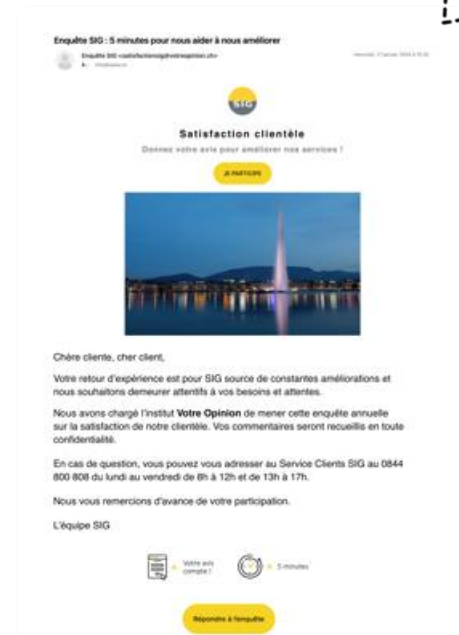 Enquête SIG : 5 minutes pour nous aider à nous améliorer
Enquête SIG
À :
SIG
Satisfaction clientèle
Donnez votre avis pour améliorer nos services !
JE PARTICIPE
Chère cliente, cher client,
Votre retour d'expérience est pour SIG source de constantes améliorations et
nous souhaitons demeurer attentifs à vos besoins et attentes.
Nous avons chargé l'institut Votre Opinion de mener cette enquête annuelle
sur la satisfaction de notre clientèle. Vos commentaires seront recueillis en toute
confidentialité.
En cas de question, vous pouvez vous adresser au Service Clients SIG au 0844
800 808 du lundi au vendredi de 8h à 12h et de 13h à 17h.
Nous vous remercions d'avance de votre participation.
L'équipe SIG
Votre avis
compte !
5 minutes
Répondre à l'enquête